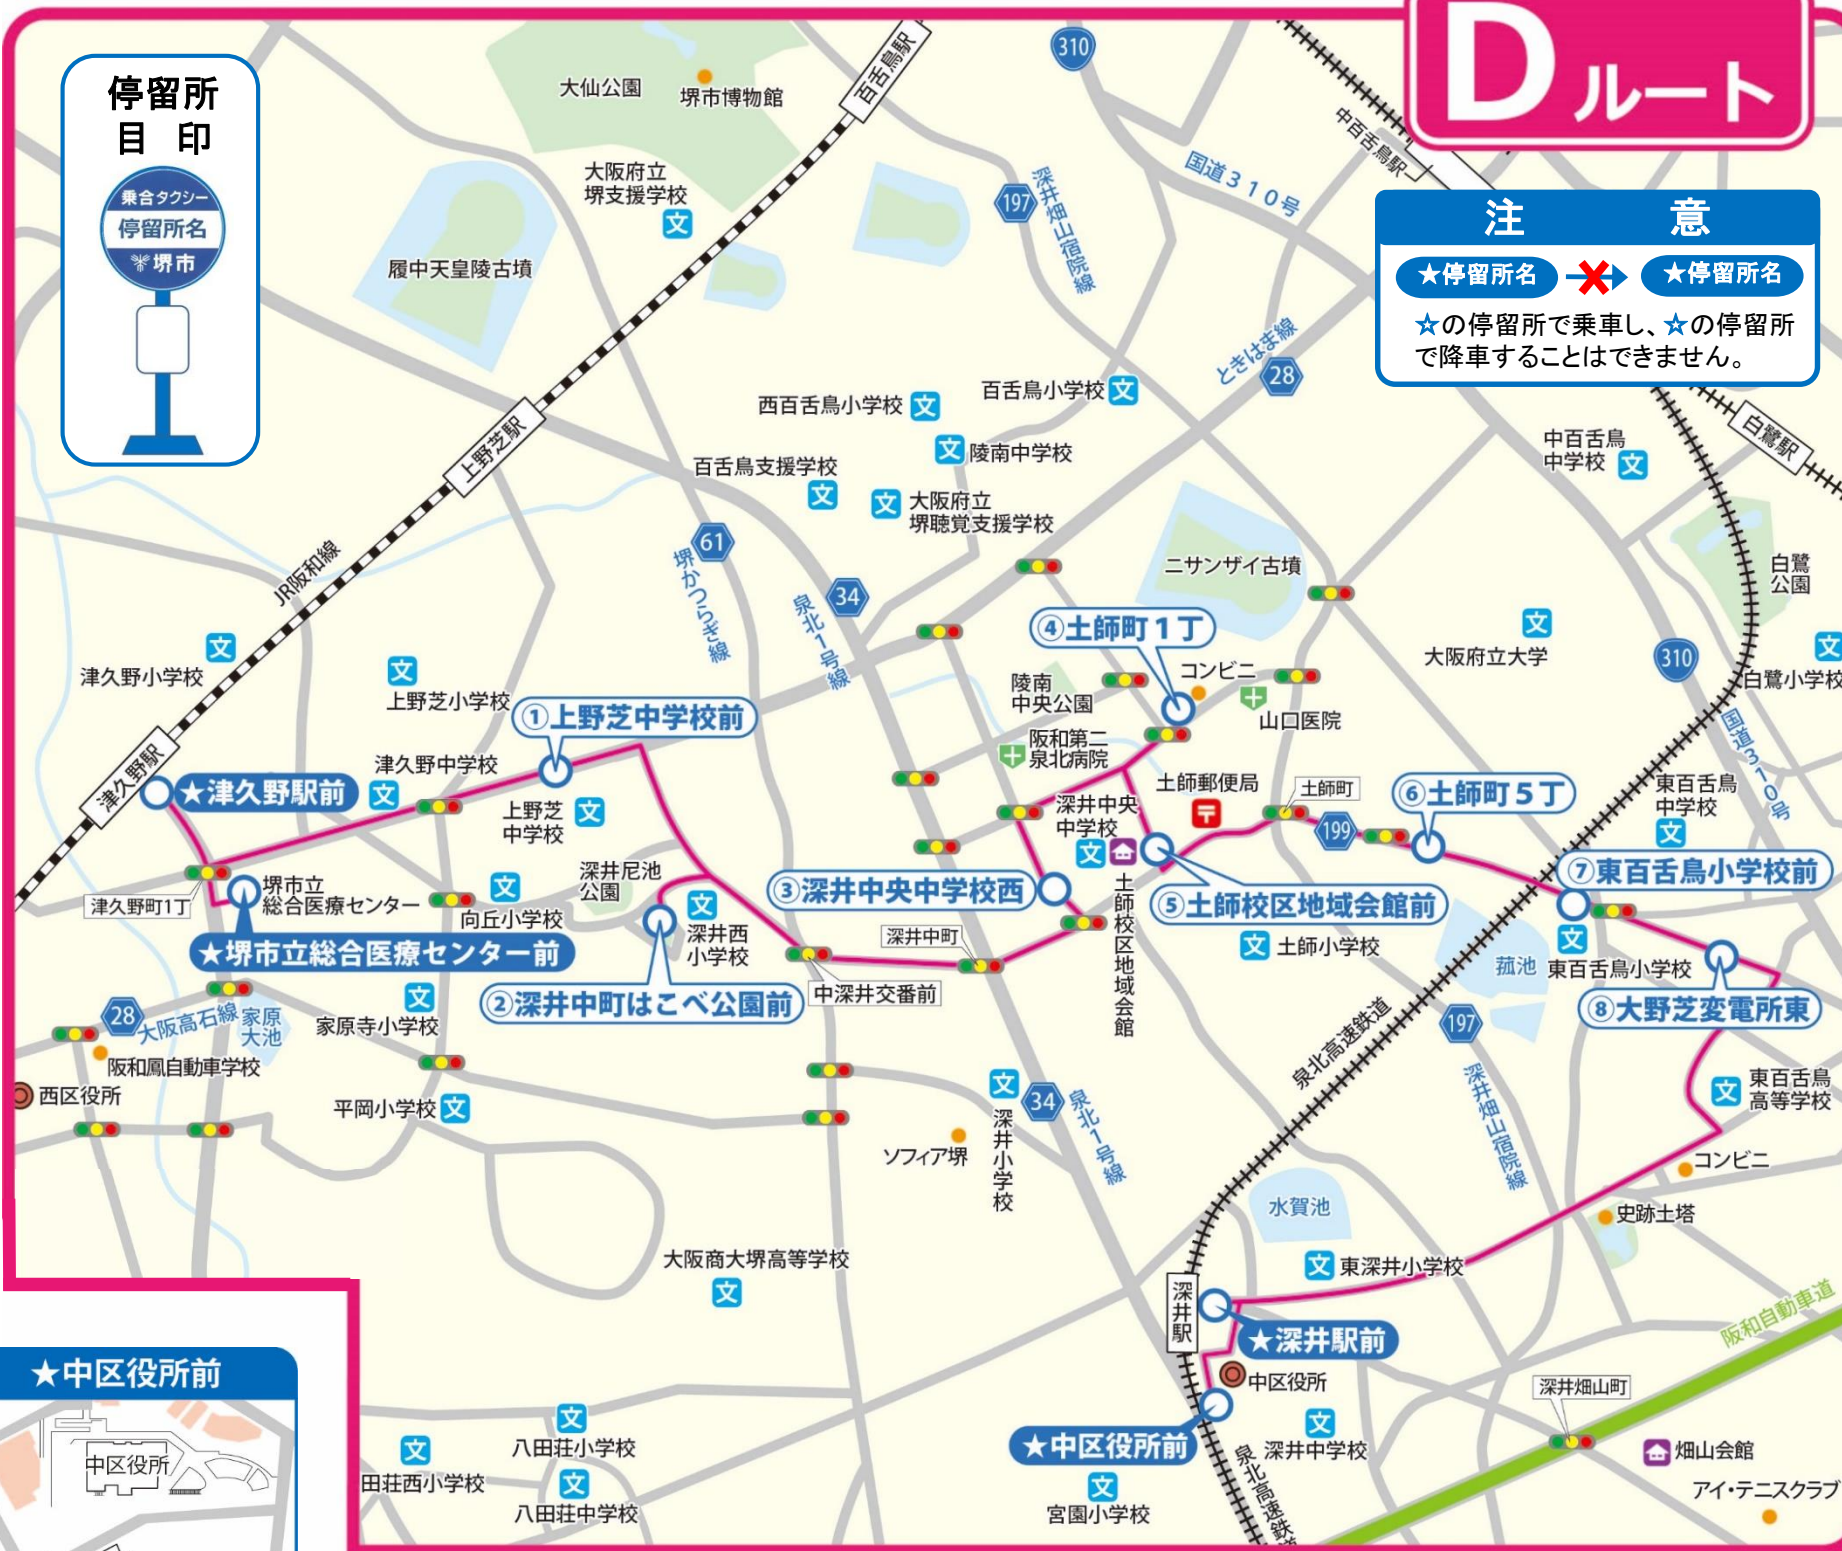 Dルート
停留所
目 印
乗合タクシー
停留所名
堺市
注 意
★停留所名
★停留所名
☆の停留所で乗車し、☆の停留所
で降車することはできません。
大仙公園
堺市博物館
百舌鳥駅
310
中百舌鳥駅
国道310号
197
深井畑山宿院線
大阪府立
堺支援学校
文
履中天皇陵古墳
ときはま線
28
西百舌鳥小学校
文
百舌鳥小学校
文
文
陵南中学校
上野芝駅
百舌鳥支援学校
文
文
大阪府立
堺聴覚支援学校
中百舌鳥
中学校
文
白鷺駅
61
堺かつらぎ線
34
泉北1号線
JR阪和線
ニサンザイ古墳
白鷺
公園
文
大阪府立大学
310
文
白鷺小学校
国道310号
津久野小学校
文
文
上野芝小学校
④土師町1丁
コンビニ
山口医院
陵南
中央公園
①上野芝中学校前
阪和第二
泉北病院
津久野駅
★津久野駅前
津久野中学校
文
上野芝
中学校
文
土師郵便局
土師町
199
⑥土師町5丁
東百舌鳥
中学校
文
深井中央
中学校
文
⑦東百舌鳥小学校前
津久野町1丁
堺市立
総合医療センター
文
向丘小学校
深井尼池
公園
文
深井西
小学校
③深井中央中学校西
⑤土師校区地域会館前
土師校区地域会館
深井中町
文
土師小学校
菰池
文
東百舌鳥小学校
★堺市立総合医療センター前
②深井中町はこべ公園前
中深井交番前
⑧大野芝変電所東
28
大阪高石線
家原
大池
文
家原寺小学校
阪和鳳自動車学校
西区役所
平岡小学校
文
197
深井畑山宿院線
泉北高速鉄道
文
東百舌鳥
高等学校
文
深井小学校
34
泉北1号線
ソフィア堺
コンビニ
水賀池
史跡土塔
大阪商大堺高等学校
文
文
東深井小学校
深井駅
★深井駅前
中区役所
阪和自動車道
深井畑山町
★中区役所前
文
深井中学校
文
宮園小学校
泉北高速鉄道
畑山会館
アイ・テニスクラブ
文
八田荘小学校
文
田荘西小学校
文
八田荘中学校
★中区役所前
中区役所